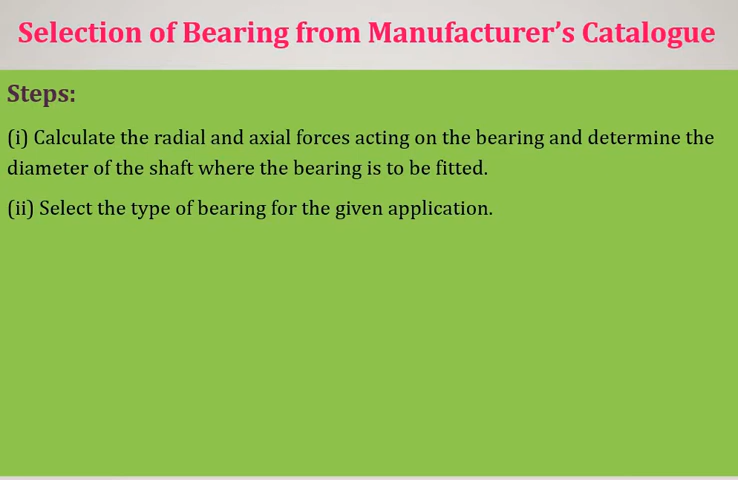 Selection of Bearing from Manufacturer’s Catalogue
Steps:
(i) Calculate the radial and axial forces acting on the bearing and determine the
diameter of the shaft where the bearing is to be fitted.
(ii) Select the type of bearing for the given application.